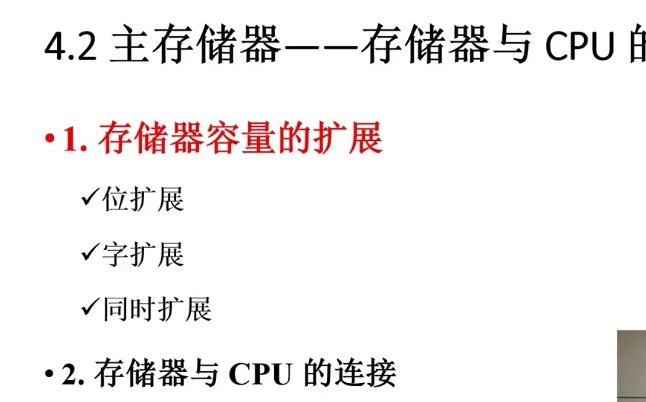 4.2 主存储器——存储器与 CPU 的
• 1. 存储器容量的扩展
✓位扩展
✓字扩展
✓同时扩展
• 2. 存储器与 CPU 的连接